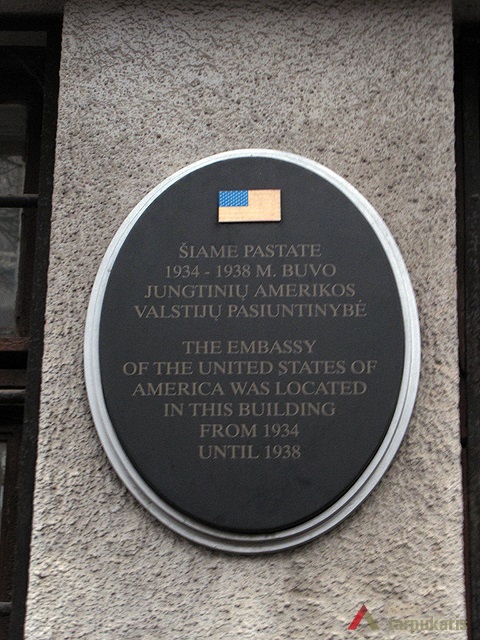 ŠIAME PASTATE
1934 - 1938 M. BUVO
JUNGTINIŲ AMERIKOS
VALSTIJŲ PASIUNTINYBĖ
THE EMBASSY
OF THE UNITED STATES OF
AMERICA WAS LOCATED
IN THIS BUILDING
FROM 1934
UNTIL 1938